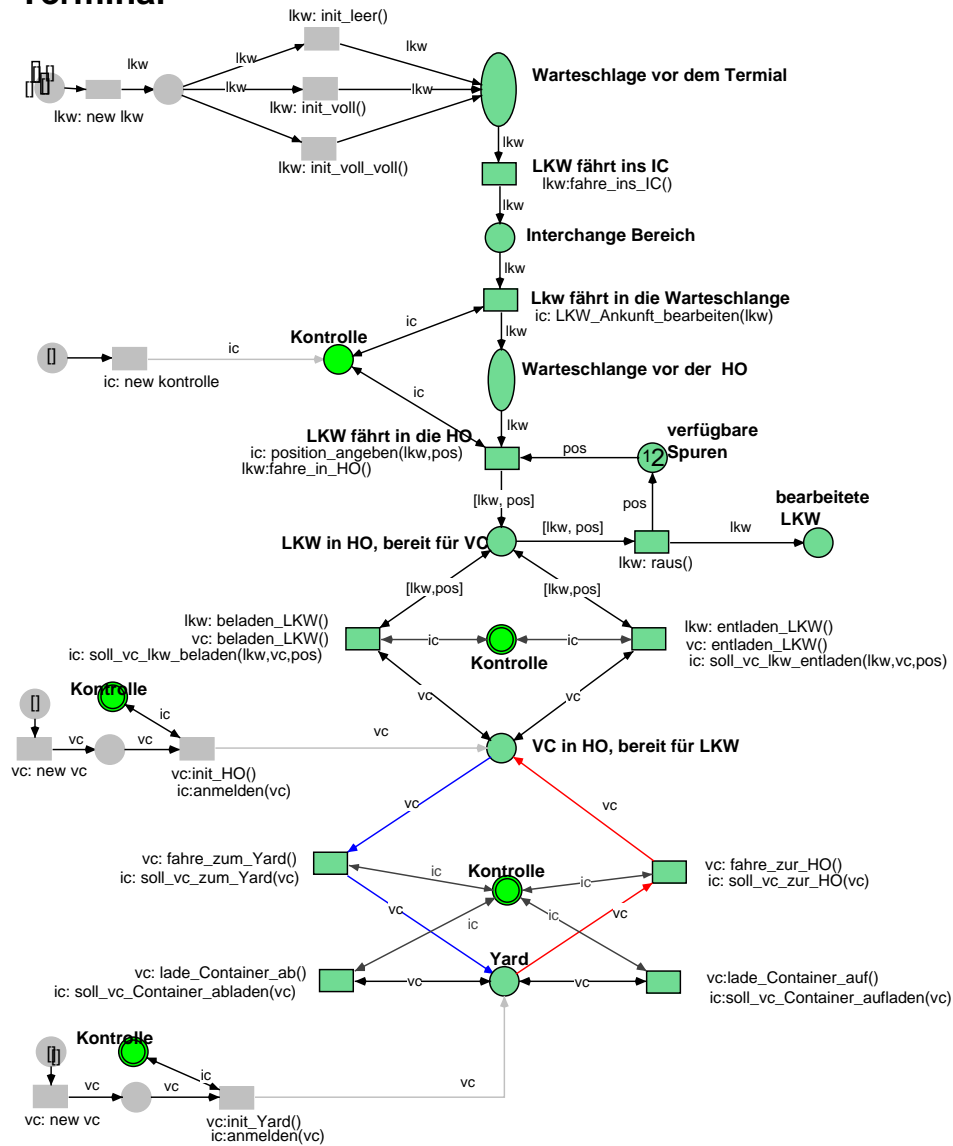 Terminal
lkw: init_leer()
lkw
lkw
lkw
[]
[]
[]
[]
lkw
lkw
lkw: new lkw
lkw: init_voll()
lkw: init_voll_voll()
Warteschlage vor dem Termial
lkw
LKW fährt ins IC
lkw:fahre_ins_IC()
lkw
Interchange Bereich
lkw
Lkw fährt in die Warteschlange
ic: LKW_Ankunft_bearbeiten(lkw)
ic
lkw
Kontrolle
[]
ic
ic: new kontrolle
Warteschlange vor der HO
ic
lkw
LKW fährt in die HO
ic: position_angeben(lkw,pos)
lkw:fahre_in_HO()
pos
verfügbare
Spuren
12
[lkw, pos]
pos
bearbeitete
LKW
LKW in HO, bereit für VC
[lkw, pos]
lkw
lkw: raus()
[lkw,pos]
[lkw,pos]
lkw: beladen_LKW()
vc: beladen_LKW()
ic: soll_vc_lkw_beladen(lkw,vc,pos)
ic
ic
Kontrolle
lkw: entladen_LKW()
vc: entladen_LKW()
ic: soll_vc_lkw_entladen(lkw,vc,pos)
vc
vc
Kontrolle
[]
ic
vc
vc
vc
vc: new vc
vc:init_HO()
ic:anmelden(vc)
VC in HO, bereit für LKW
vc
vc
vc: fahre_zum_Yard()
ic: soll_vc_zum_Yard(vc)
ic
Kontrolle
ic
vc: fahre_zur_HO()
ic: soll_vc_zur_HO(vc)
vc
ic
ic
vc
Yard
vc: lade_Container_ab()
ic: soll_vc_Container_abladen(vc)
vc
vc
vc:lade_Container_auf()
ic:soll_vc_Container_aufladen(vc)
Kontrolle
[]
[]
ic
vc
vc
vc
vc: new vc
vc:init_Yard()
ic:anmelden(vc)